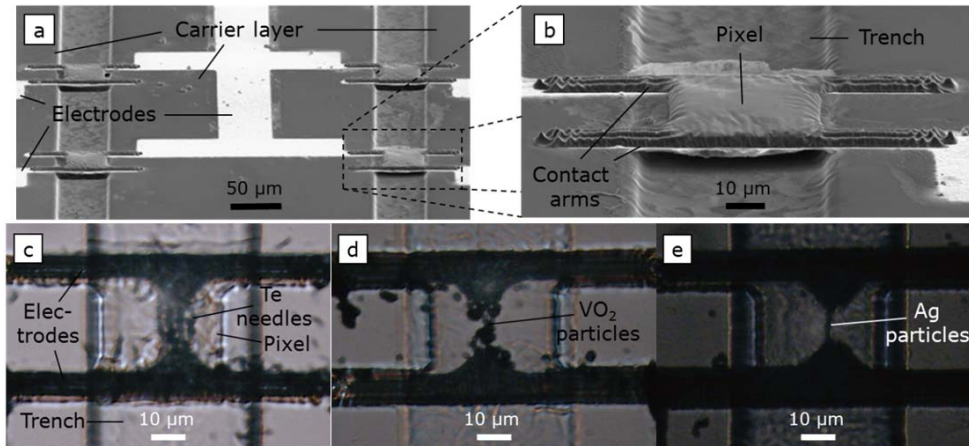 a
Carrier layer
Electrodes
50 µm
b
Pixel
Trench
Contact
arms
10 µm
c
Elec-
trodes
Te
needles
Pixel
Trench
10 µm
d
VO₂
particles
10 µm
e
Ag
particles
10 µm